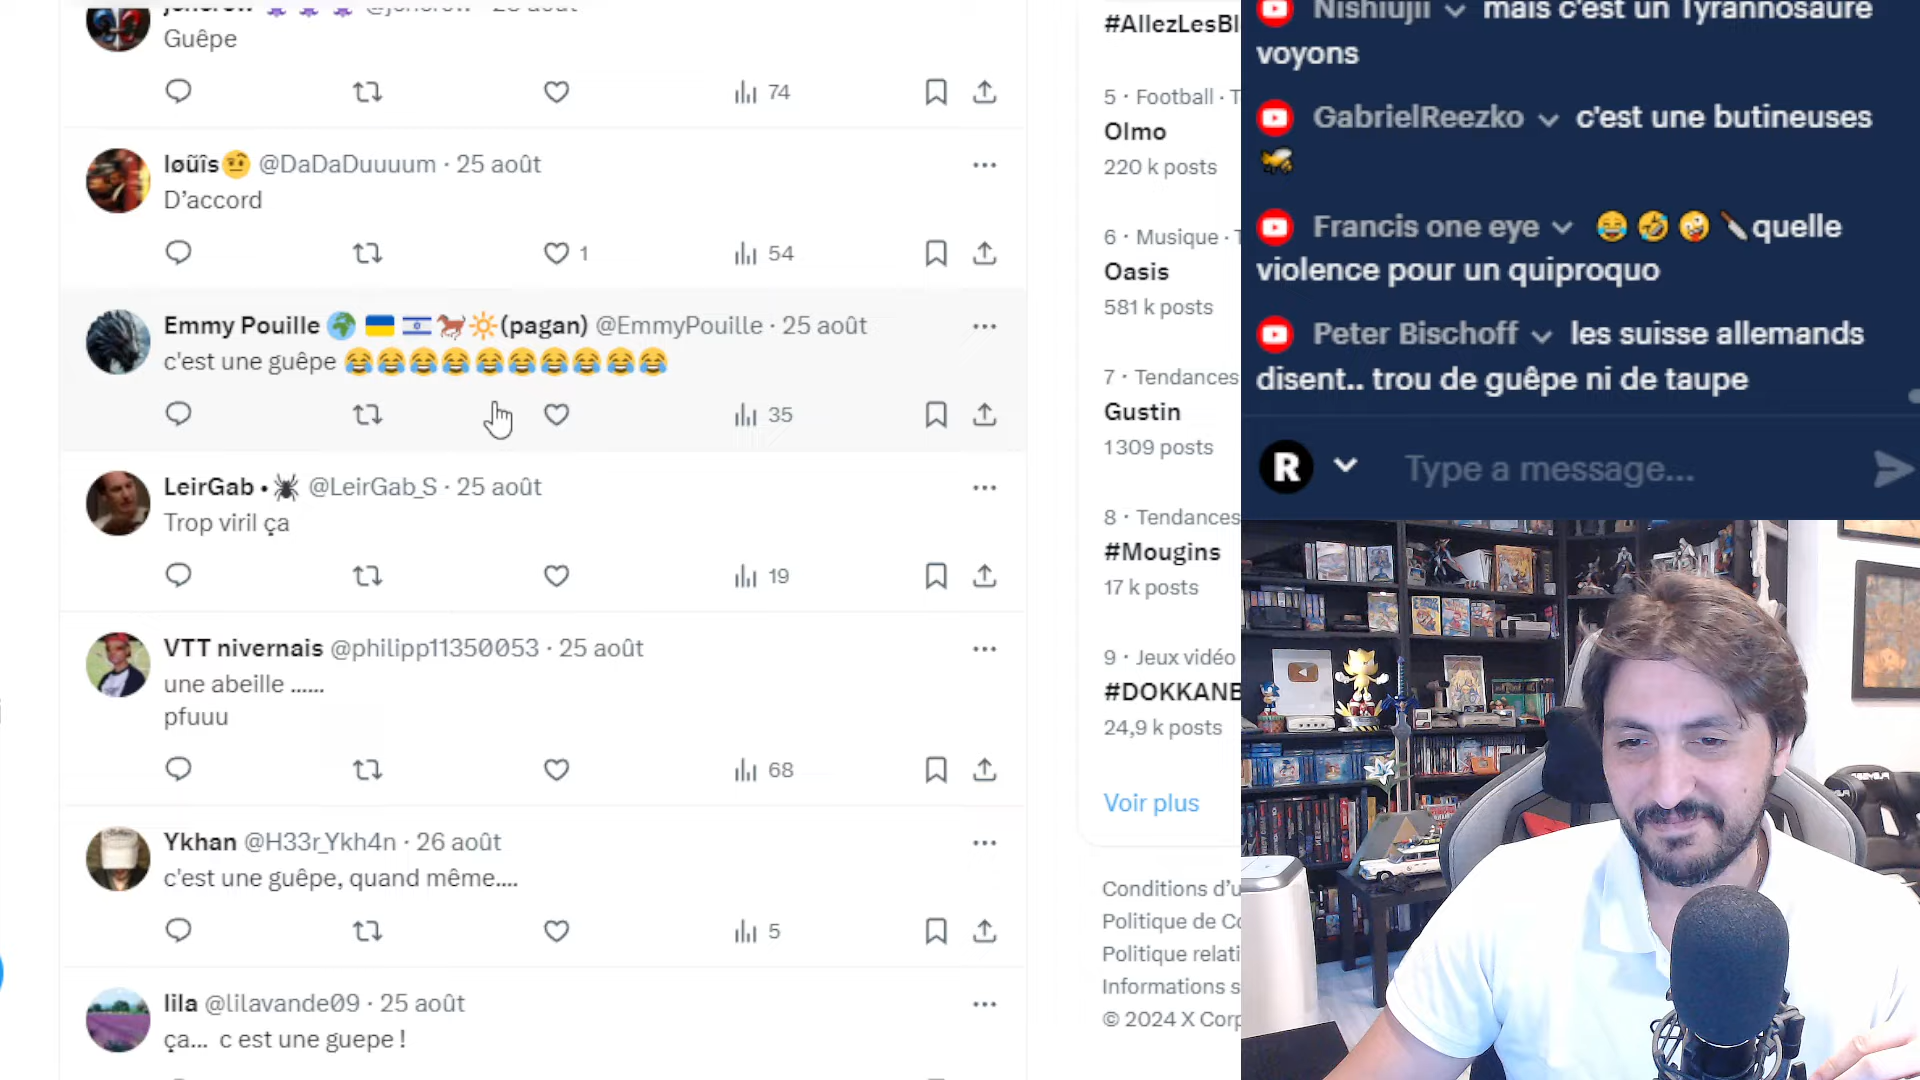 Guêpe
74
løüîs🤨 @DaDaDuuuum · 25 août
D'accord
1
54
Emmy Pouille 🌍 🇺🇦 🇮🇱 🐎 🔆(pagan) @EmmyPouille · 25 août
c'est une guêpe 😂😂😂😂😂😂😂😂😂😂
35
LeirGab • 🕷 @LeirGab_S · 25 août
Trop viril ça
19
VTT nivernais @philipp11350053 · 25 août
une abeille ......
pfuuu
68
Ykhan @H33r_Ykh4n · 26 août
c'est une guêpe, quand même....
5
lila @lilavande09 · 25 août
ça... c est une guepe !
#AllezLesBl
5 · Football · T
Olmo
220 k posts
6 · Musique · T
Oasis
581 k posts
7 · Tendances
Gustin
1309 posts
8 · Tendances
#Mougins
17 k posts
9 · Jeux vidéo
#DOKKANB
24,9 k posts
Voir plus
Conditions d'u
Politique de Co
Politique relati
Informations s
© 2024 X Corp
Nishiujii mais c'est un Tyrannosaure
voyons
GabrielReezko c'est une butineuses
🐝
Francis one eye 😂 🤣 🤪 🔪 quelle
violence pour un quiproquo
Peter Bischoff les suisse allemands
disent.. trou de guêpe ni de taupe
R
Type a message...